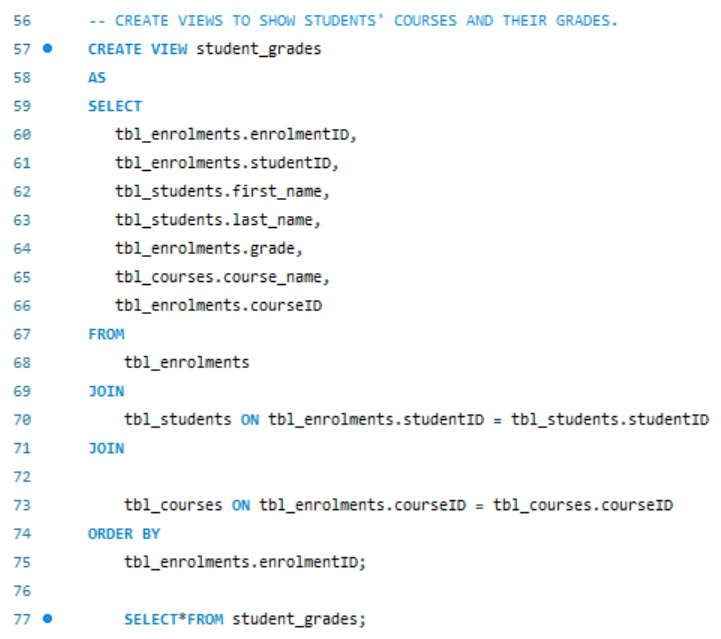 56 -- CREATE VIEWS TO SHOW STUDENTS' COURSES AND THEIR GRADES.
57 CREATE VIEW student_grades
58 AS
59 SELECT
60 tbl_enrolments.enrolmentID,
61 tbl_enrolments.studentID,
62 tbl_students.first_name,
63 tbl_students.last_name,
64 tbl_enrolments.grade,
65 tbl_courses.course_name,
66 tbl_enrolments.courseID
67 FROM
68 tbl_enrolments
69 JOIN
70 tbl_students ON tbl_enrolments.studentID = tbl_students.studentID
71 JOIN
72
73 tbl_courses ON tbl_enrolments.courseID = tbl_courses.courseID
74 ORDER BY
75 tbl_enrolments.enrolmentID;
76
77 SELECT*FROM student_grades;